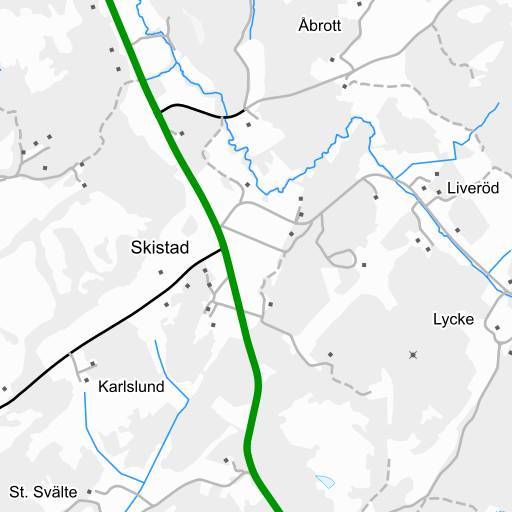 Åbrott
Liveröd
Skistad
Lycke
Karlslund
St. Svälte